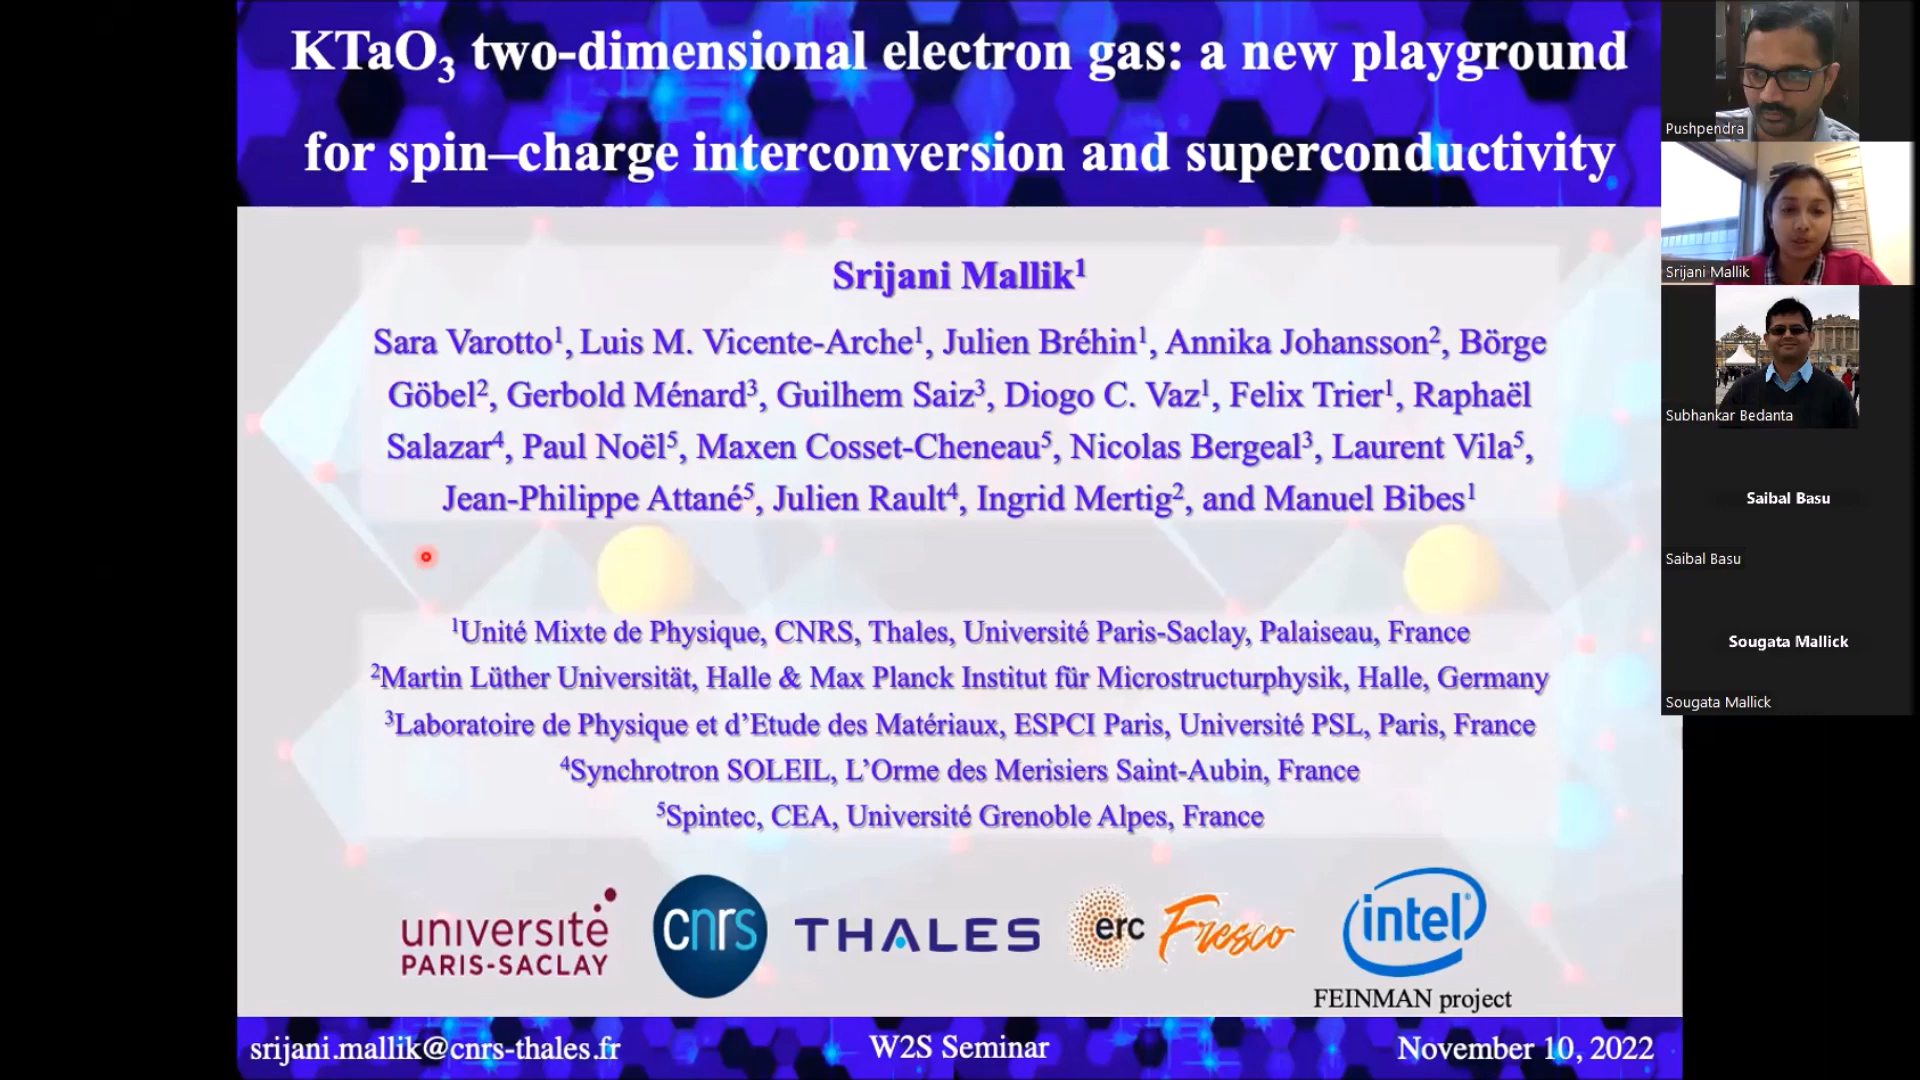 KTaO₃ two-dimensional electron gas: a new playground
for spin–charge interconversion and superconductivity
Srijani Mallik¹
Sara Varotto¹, Luis M. Vicente-Arche¹, Julien Bréhin¹, Annika Johansson², Börge
Göbel², Gerbold Ménard³, Guilhem Saiz³, Diogo C. Vaz¹, Felix Trier¹, Raphaël
Salazar⁴, Paul Noël⁵, Maxen Cosset-Cheneau⁵, Nicolas Bergeal³, Laurent Vila⁵,
Jean-Philippe Attané⁵, Julien Rault⁴, Ingrid Mertig², and Manuel Bibes¹
¹Unité Mixte de Physique, CNRS, Thales, Université Paris-Saclay, Palaiseau, France
²Martin Lüther Universität, Halle & Max Planck Institut für Microstructurphysik, Halle, Germany
³Laboratoire de Physique et d’Etude des Matériaux, ESPCI Paris, Université PSL, Paris, France
⁴Synchrotron SOLEIL, L’Orme des Merisiers Saint-Aubin, France
⁵Spintec, CEA, Université Grenoble Alpes, France
université
PARIS-SACLAY
cnrs
THALES
erc
Fresco
intel
FEINMAN project
srijani.mallik@cnrs-thales.fr
W2S Seminar
November 10, 2022
Pushpendra
Srijani Mallik
Subhankar Bedanta
Saibal Basu
Saibal Basu
Sougata Mallick
Sougata Mallick